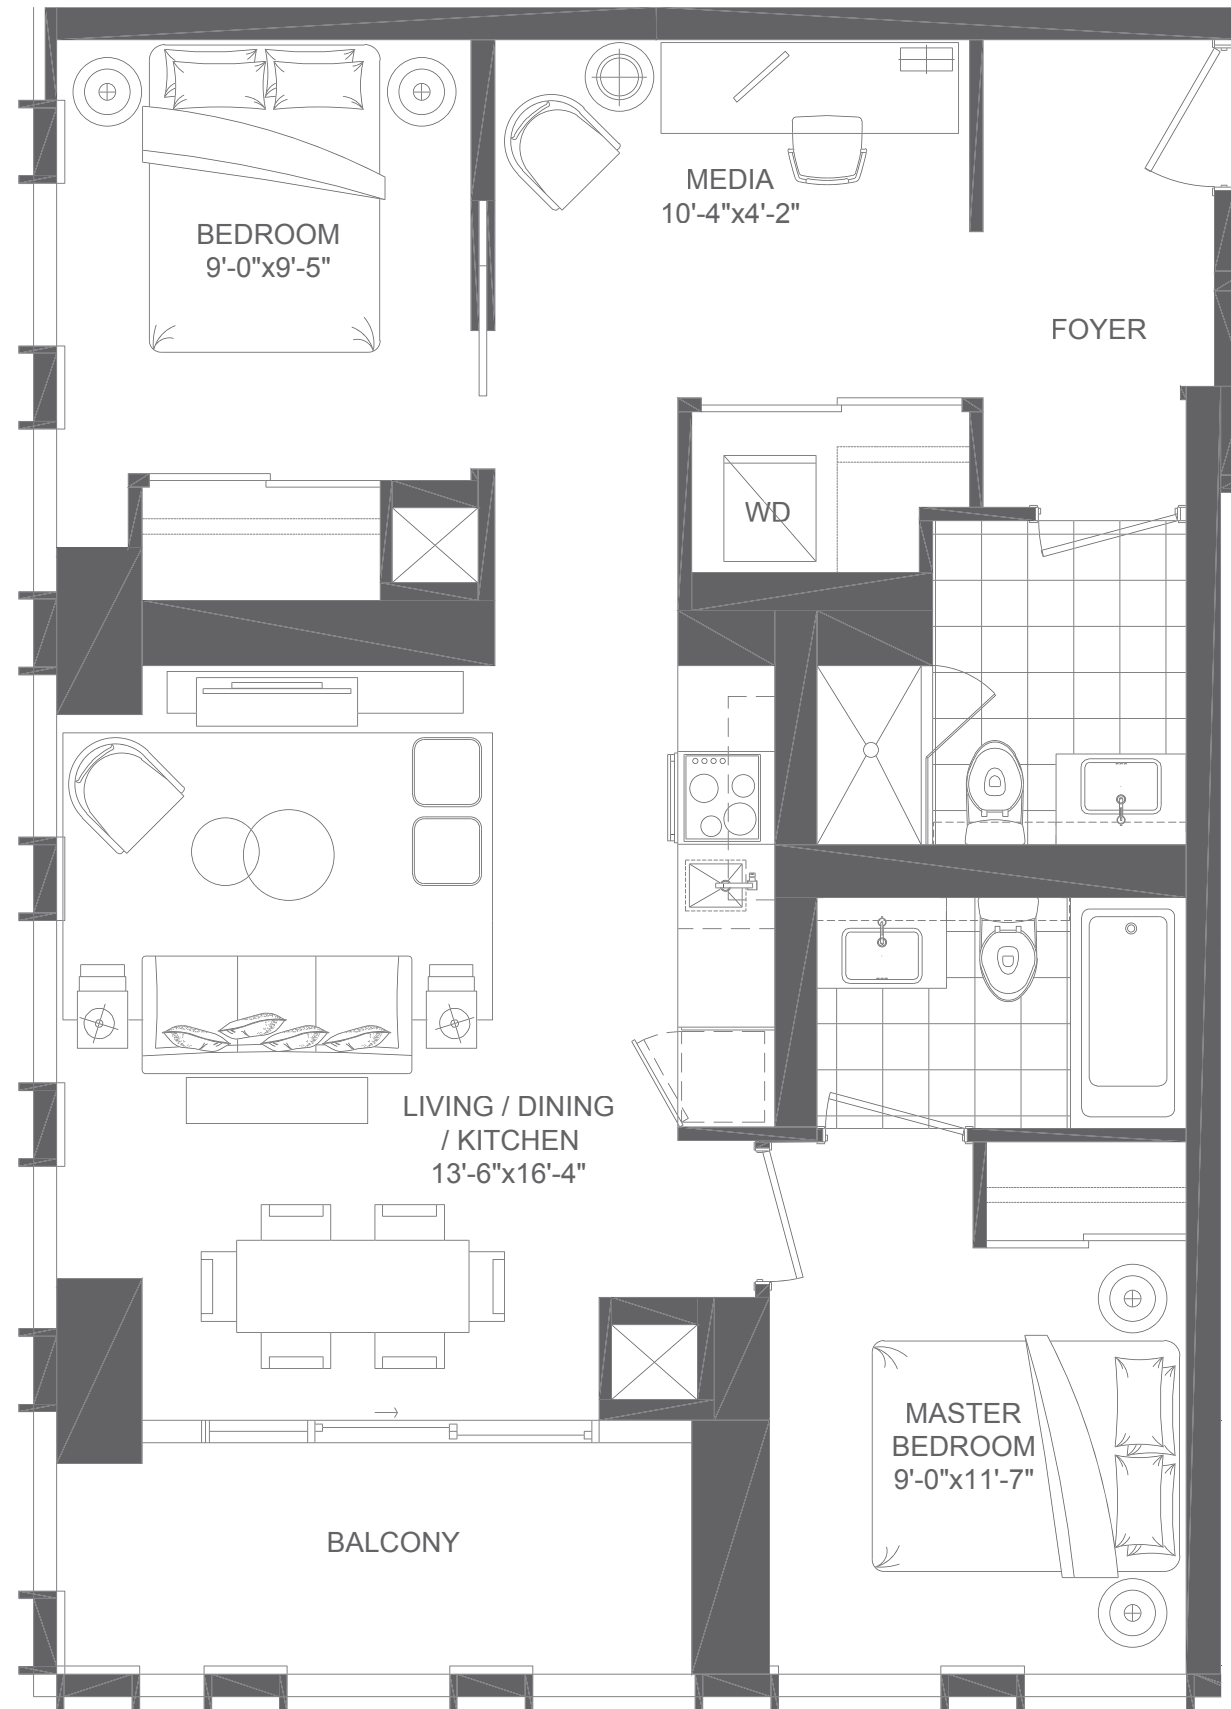 MEDIA
10'-4"x4'-2"
BEDROOM
9'-0"x9'-5"
FOYER
WD
LIVING / DINING
/ KITCHEN
13'-6"x16'-4"
MASTER
BEDROOM
9'-0"x11'-7"
BALCONY